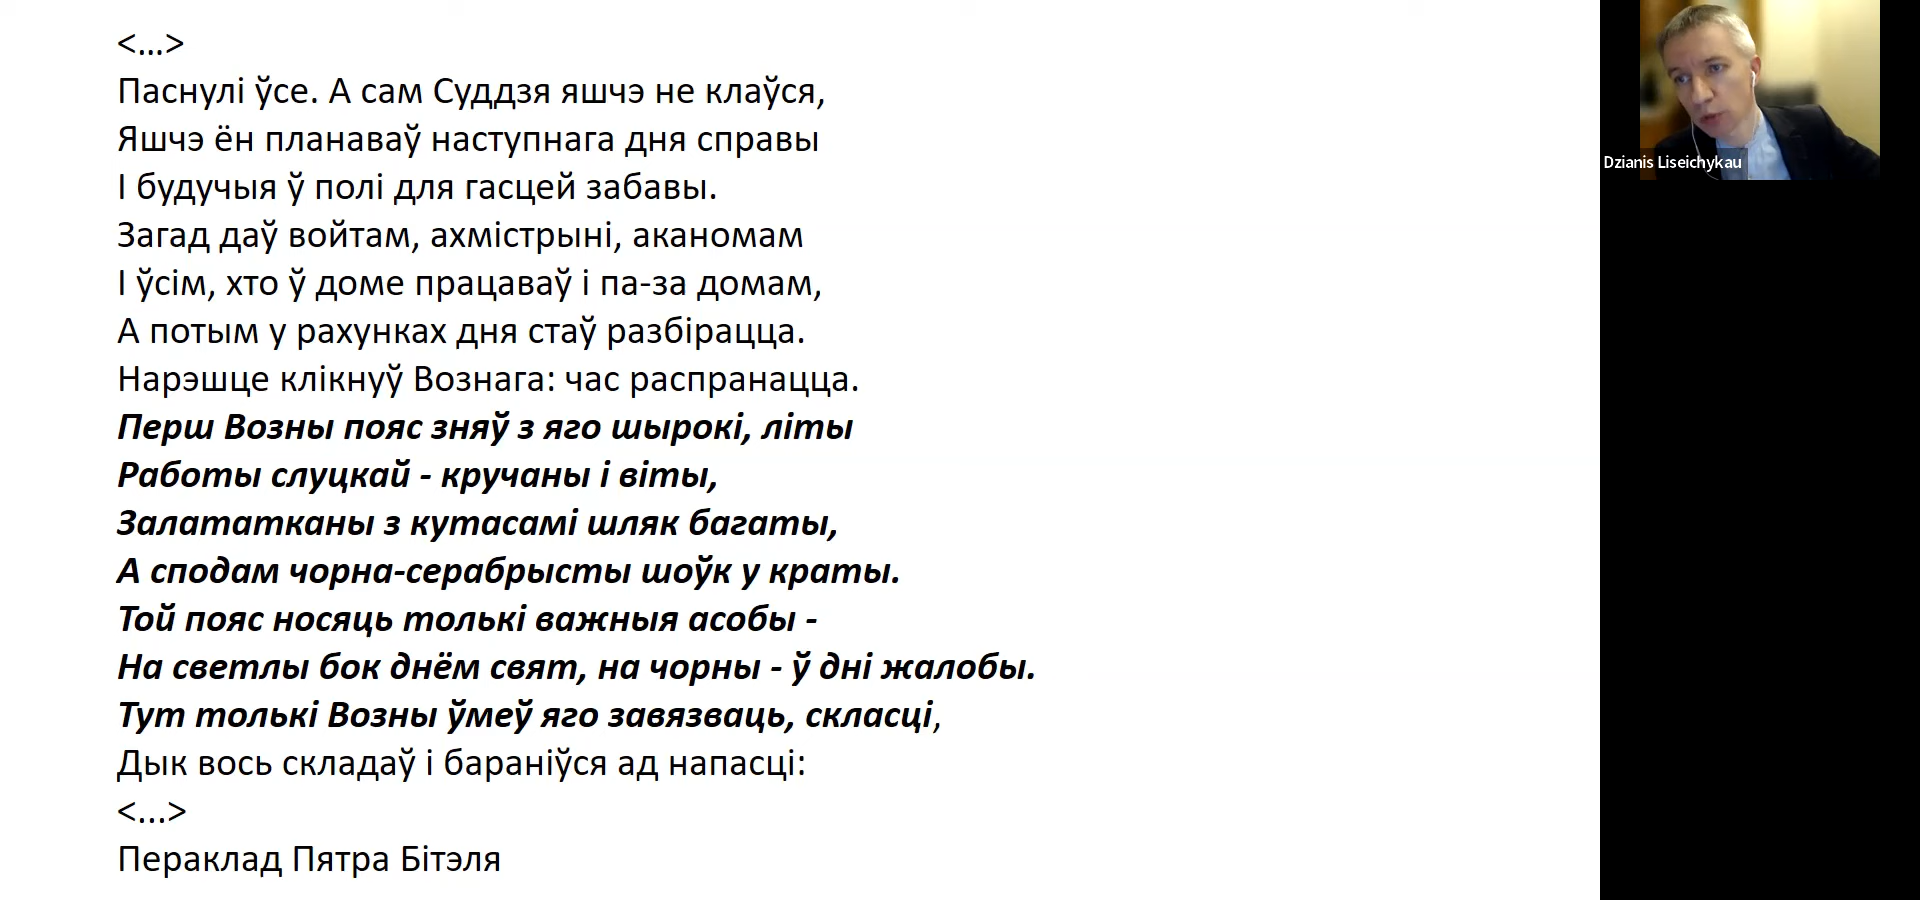 <...>
Паснулі ўсе. А сам Суддзя яшчэ не клаўся,
Яшчэ ён планаваў наступнага дня справы
І будучыя ў полі для гасцей забавы.
Загад даў войтам, ахмістрыні, аканомам
І ўсім, хто ў доме працаваў і па-за домам,
А потым у рахунках дня стаў разбірацца.
Нарэшце клікнуў Вознага: час распранацца.
Перш Возны пояс зняў з яго шырокі, літы
Работы слуцкай - кручаны і віты,
Залататканы з кутасамі шляк багаты,
А сподам чорна-серабрысты шоўк у краты.
Той пояс носяць толькі важныя асобы -
На светлы бок днём свят, на чорны - ў дні жалобы.
Тут толькі Возны ўмеў яго завязваць, скласці,
Дык вось складаў і бараніўся ад напасці:
<...>
Пераклад Пятра Бітэля
Dzianis Liseichykau